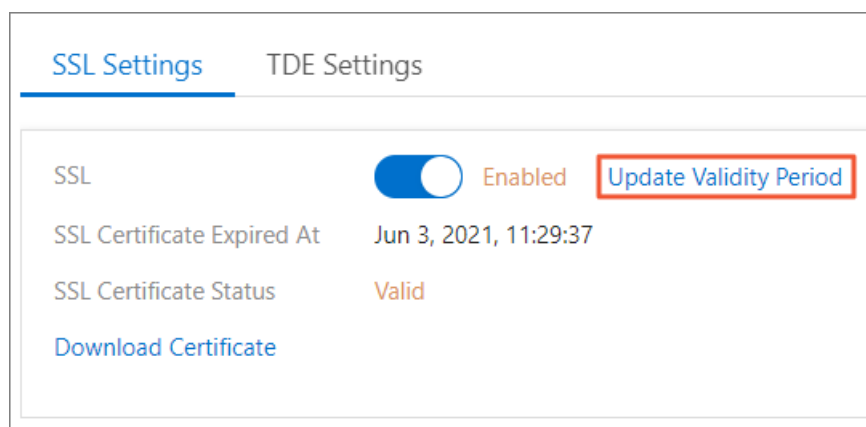 SSL Settings TDE Settings
SSL Enabled Update Validity Period
SSL Certificate Expired At Jun 3, 2021, 11:29:37
SSL Certificate Status Valid
Download Certificate